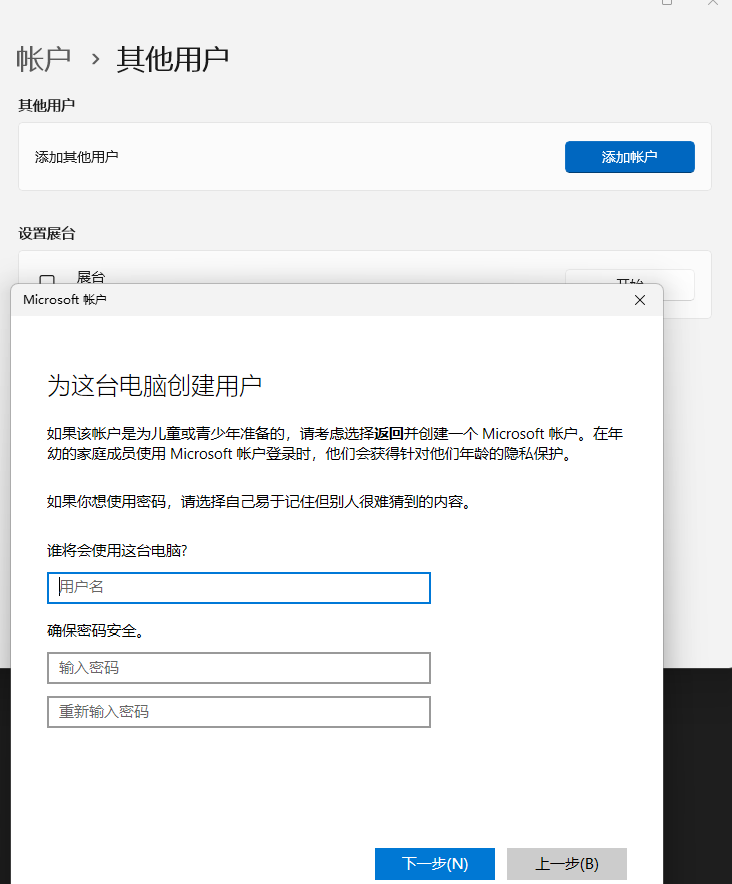 帐户 › 其他用户
其他用户
添加其他用户
添加帐户
设置展台
展台
开始
Microsoft 帐户
为这台电脑创建用户
如果该帐户是为儿童或青少年准备的，请考虑选择返回并创建一个 Microsoft 帐户。在年
幼的家庭成员使用 Microsoft 帐户登录时，他们会获得针对他们年龄的隐私保护。
如果你想使用密码，请选择自己易于记住但别人很难猜到的内容。
谁将会使用这台电脑?
用户名
确保密码安全。
输入密码
重新输入密码
下一步(N)
上一步(B)